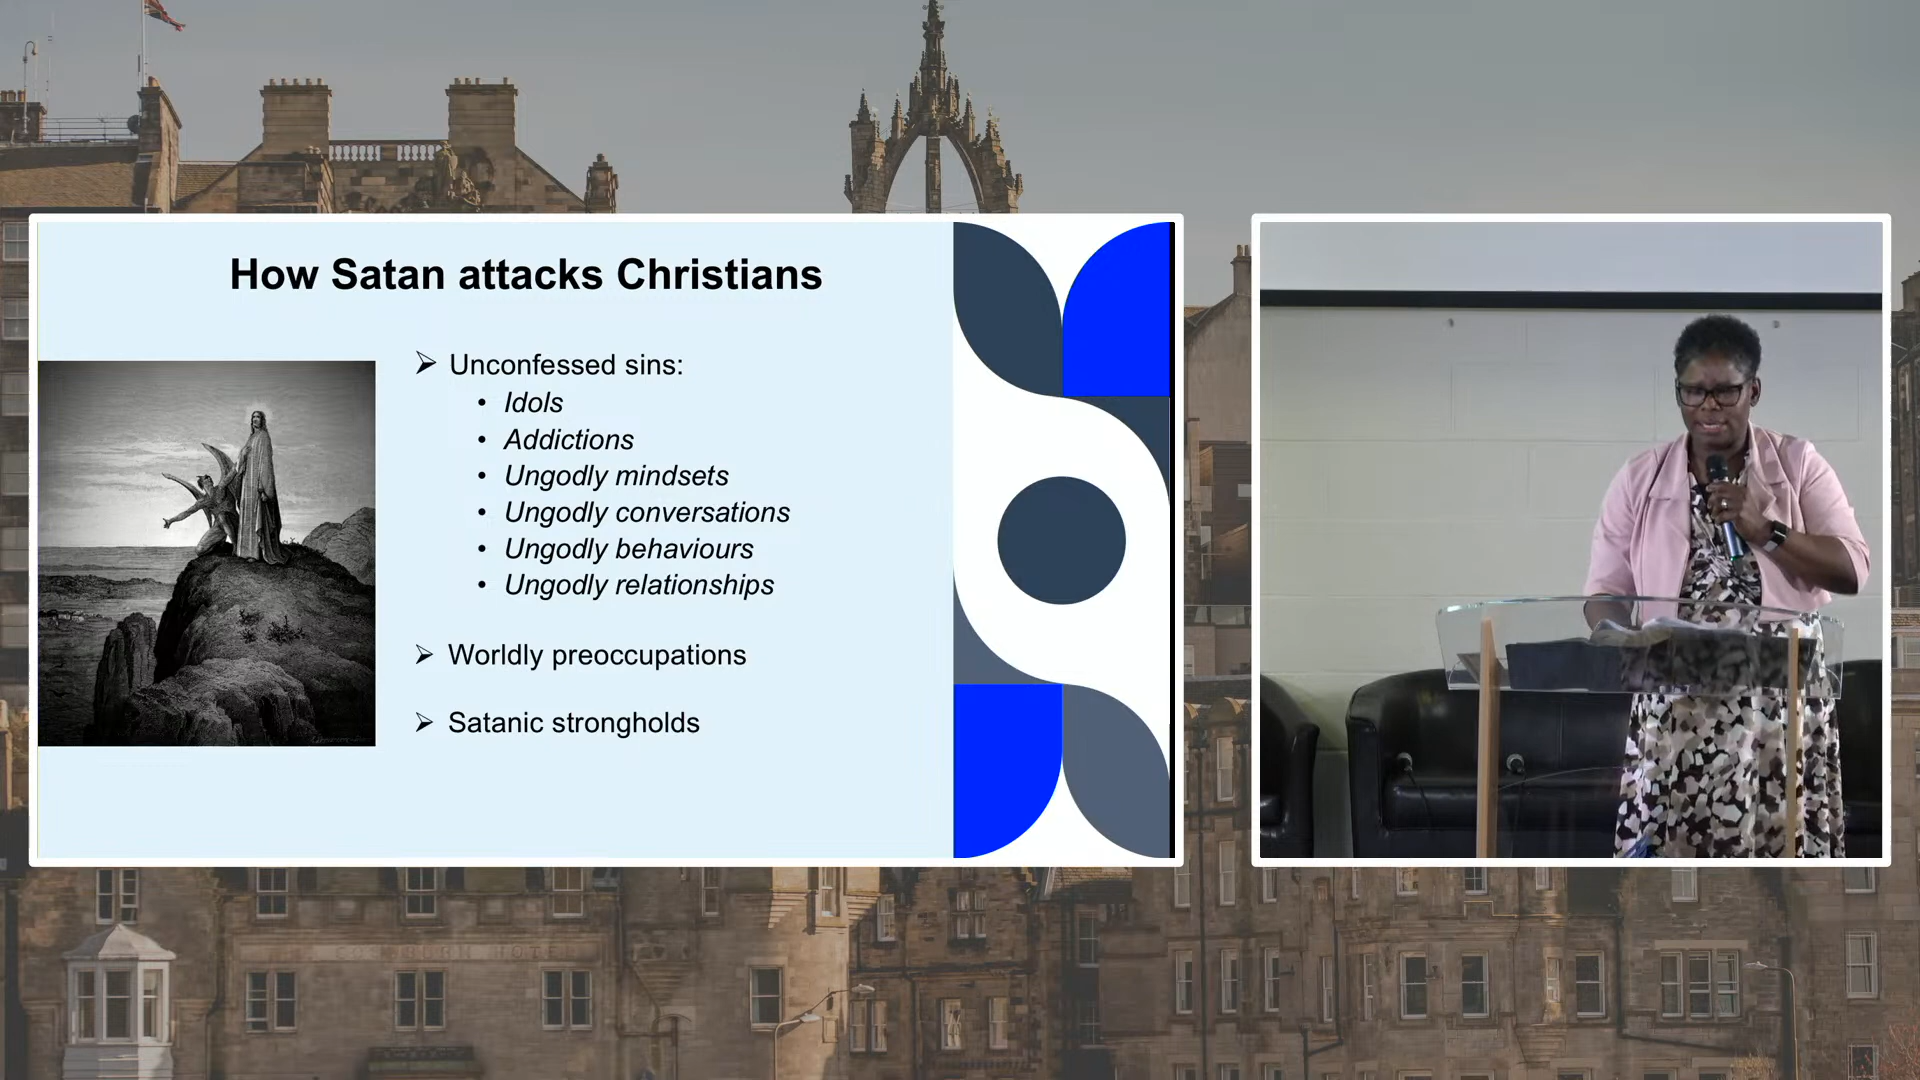 How Satan attacks Christians
➢ Unconfessed sins:
• Idols
• Addictions
• Ungodly mindsets
• Ungodly conversations
• Ungodly behaviours
• Ungodly relationships
➢ Worldly preoccupations
➢ Satanic strongholds
HOTEL